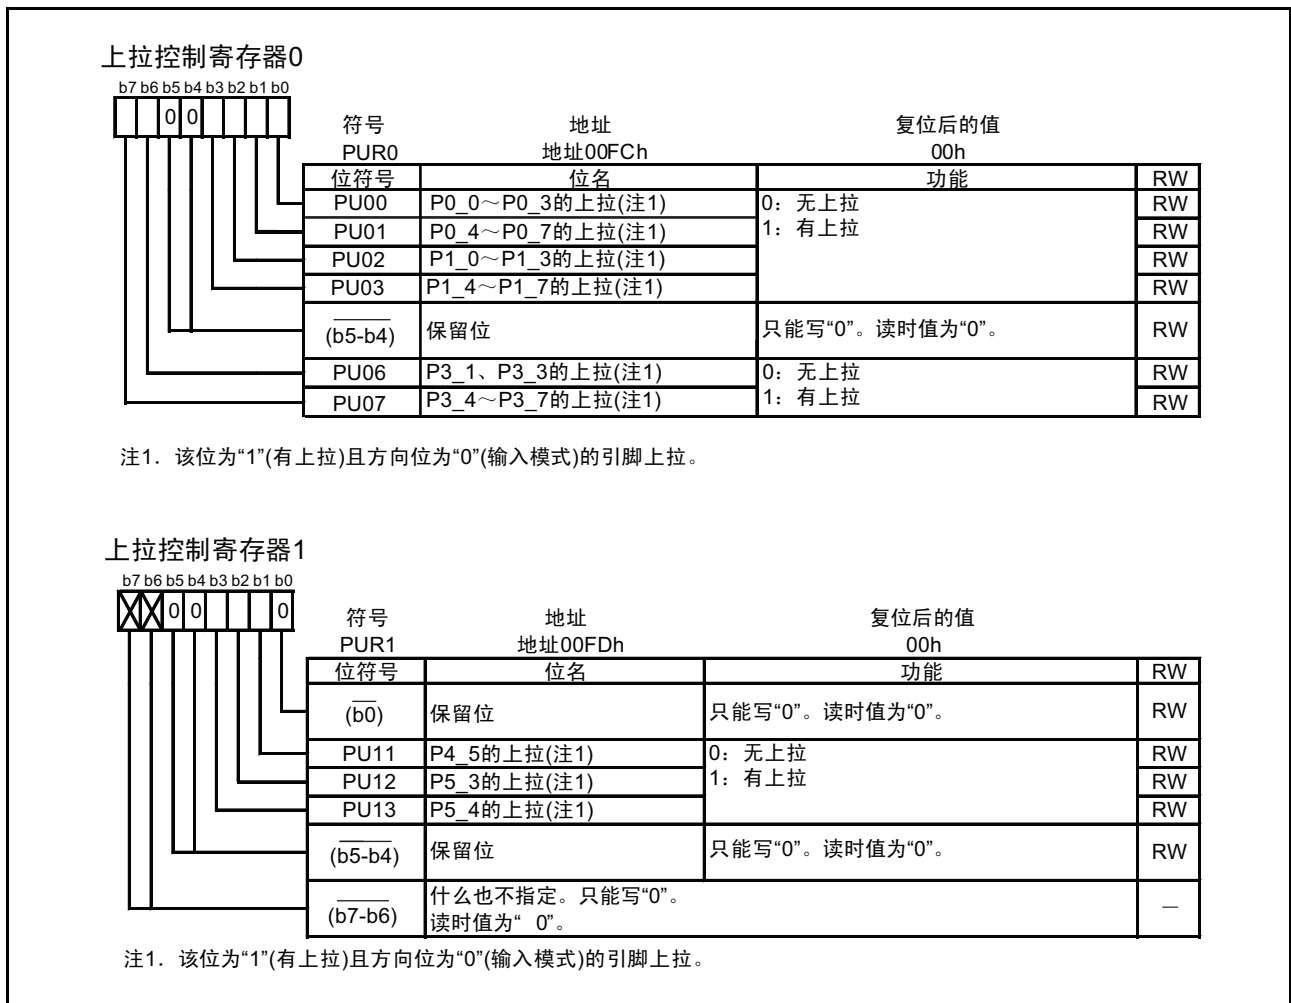 上拉控制寄存器0
b7 b6 b5 b4 b3 b2 b1 b0
0 0
符号 地址 复位后的值
PUR0 地址00FCh 00h
位符号 位名 功能 RW
PU00 P0_0～P0_3的上拉(注1) 0：无上拉 RW
PU01 P0_4～P0_7的上拉(注1) 1：有上拉 RW
PU02 P1_0～P1_3的上拉(注1) RW
PU03 P1_4～P1_7的上拉(注1) RW
(b5-b4) 保留位 只能写“0”。读时值为“0”。 RW
PU06 P3_1、P3_3的上拉(注1) 0：无上拉 RW
PU07 P3_4～P3_7的上拉(注1) 1：有上拉 RW
注1．该位为“1”(有上拉)且方向位为“0”(输入模式)的引脚上拉。
上拉控制寄存器1
b7 b6 b5 b4 b3 b2 b1 b0
0 0 0
符号 地址 复位后的值
PUR1 地址00FDh 00h
位符号 位名 功能 RW
(b0) 保留位 只能写“0”。读时值为“0”。 RW
PU11 P4_5的上拉(注1) 0：无上拉 RW
PU12 P5_3的上拉(注1) 1：有上拉 RW
PU13 P5_4的上拉(注1) RW
(b5-b4) 保留位 只能写“0”。读时值为“0”。 RW
(b7-b6) 什么也不指定。只能写“0”。 —
读时值为“ 0”。
注1．该位为“1”(有上拉)且方向位为“0”(输入模式)的引脚上拉。